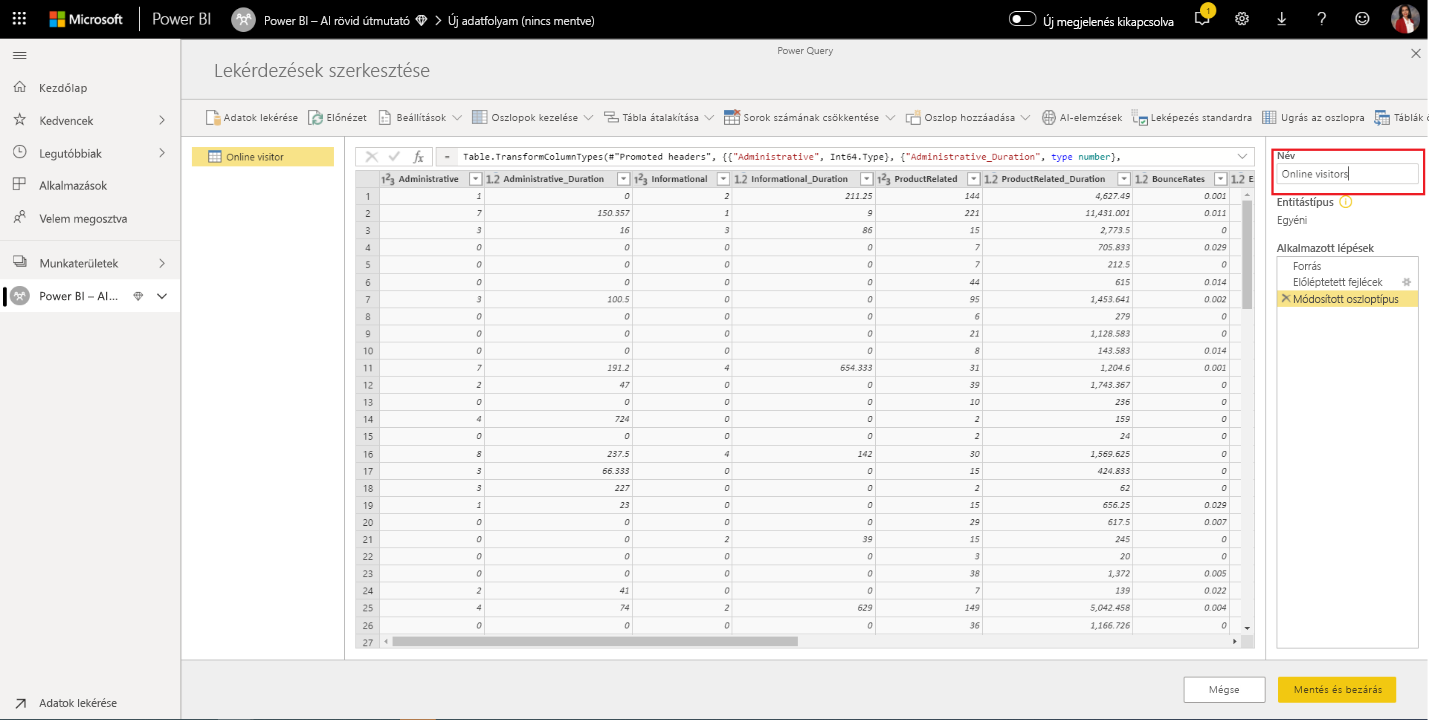 Microsoft Power BI Power BI – AI rövid útmutató > Új adatfolyam (nincs mentve) Új megjelenés kikapcsolva 1
Power Query
Lekérdezések szerkesztése
Kezdőlap
Kedvencek
Legutóbbiak
Alkalmazások
Velem megosztva
Munkaterületek
Power BI – AI...
Adatok lekérése
Adatok lekérése Előnézet Beállítások Oszlopok kezelése Tábla átalakítása Sorok számának csökkentése Oszlop hozzáadása AI-elemzések Leképezés standardra Ugrás az oszlopra Táblák
Online visitor
fx = Table.TransformColumnTypes(#"Promoted headers", {{"Administrative", Int64.Type}, {"Administrative_Duration", type number},
1²3 Administrative 1.2 Administrative_Duration 1²3 Informational 1.2 Informational_Duration 1²3 ProductRelated 1.2 ProductRelated_Duration 1.2 BounceRates 1.2 E
1 1 0 2 211.25 144 4,627.49 0.001
2 7 150.357 1 9 221 11,431.001 0.011
3 3 16 3 86 15 2,773.5 0
4 0 0 0 0 7 705.833 0.029
5 0 0 0 0 7 212.5 0
6 0 0 0 0 44 615 0.014
7 3 100.5 0 0 95 1,453.641 0.002
8 0 0 0 0 6 279 0
9 0 0 0 0 21 1,128.583 0
10 0 0 0 0 8 143.583 0.014
11 7 191.2 4 654.333 31 1,204.6 0.001
12 2 47 0 0 39 1,743.367 0
13 0 0 0 0 10 236 0
14 4 724 0 0 2 159 0
15 0 0 0 0 2 24 0
16 8 237.5 4 142 30 1,569.625 0
17 3 66.333 0 0 15 424.833 0
18 3 227 0 0 2 62 0
19 1 23 0 0 15 656.25 0.029
20 0 0 0 0 29 617.5 0.007
21 0 0 2 39 15 245 0
22 0 0 0 0 3 20 0
23 0 0 0 0 38 1,372 0.005
24 2 41 0 0 7 139 0.022
25 4 74 2 629 149 5,042.458 0.004
26 0 0 0 0 36 1,166.726 0
27
Név
Online visitors
Entitástípus
Egyéni
Alkalmazott lépések
Forrás
Előléptetett fejlécek
Módosított oszloptípus
Mégse Mentés és bezárás